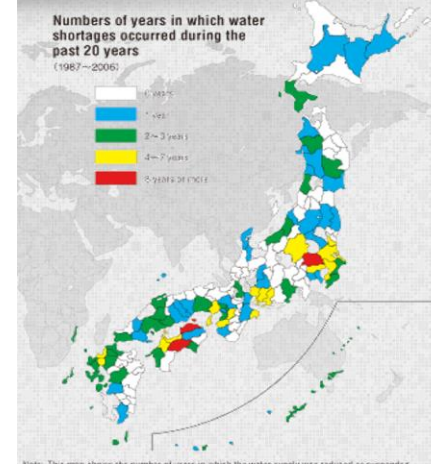 Numbers of years in which water
shortages occurred during the
past 20 years
(1987～2006)
0 years
1 year
2～3 years
4～7 years
8 years or more